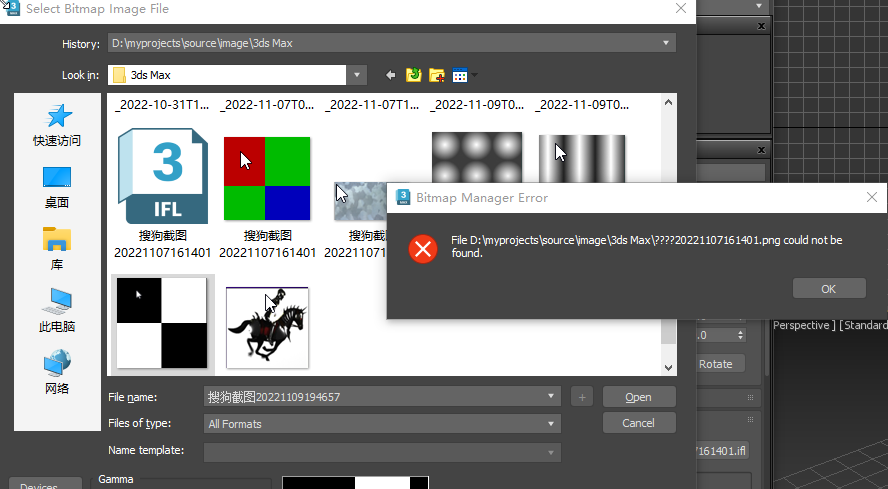 Select Bitmap Image File
History: D:\myprojects\source\image\3ds Max
Look in: 3ds Max
_2022-10-31T1... _2022-11-07T0... _2022-11-07T1... _2022-11-09T0... _2022-11-09T0...
快速访问
桌面
库
此电脑
网络
3
IFL
搜狗截图
20221107161401
搜狗截图
20221107161401
搜狗截
20221107161401
Bitmap Manager Error
File D:\myprojects\source\image\3ds Max\????20221107161401.png could not be
found.
OK
Perspective ] [Standard
.0
Rotate
File name: 搜狗截图20221109194657
+
Open
Files of type: All Formats
Cancel
Name template:
7161401.ifl
Devices...
Gamma